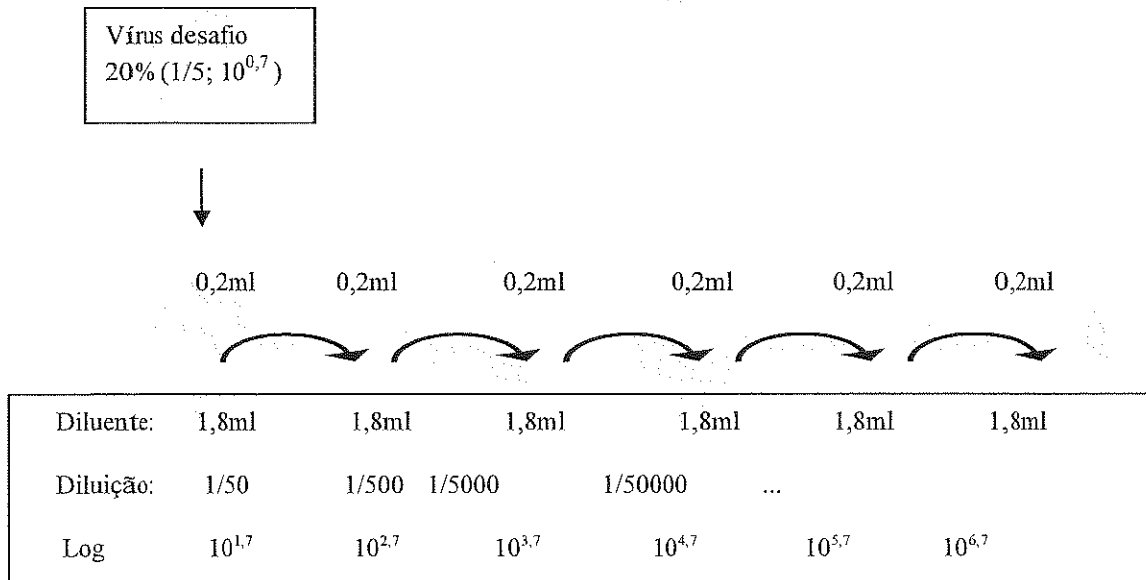 Vírus desafio
20% (1/5; 10^0,7 )
0,2ml 0,2ml 0,2ml 0,2ml 0,2ml 0,2ml
Diluente: 1,8ml 1,8ml 1,8ml 1,8ml 1,8ml 1,8ml
Diluição: 1/50 1/500 1/5000 1/50000 ...
Log 10^1,7 10^2,7 10^3,7 10^4,7 10^5,7 10^6,7